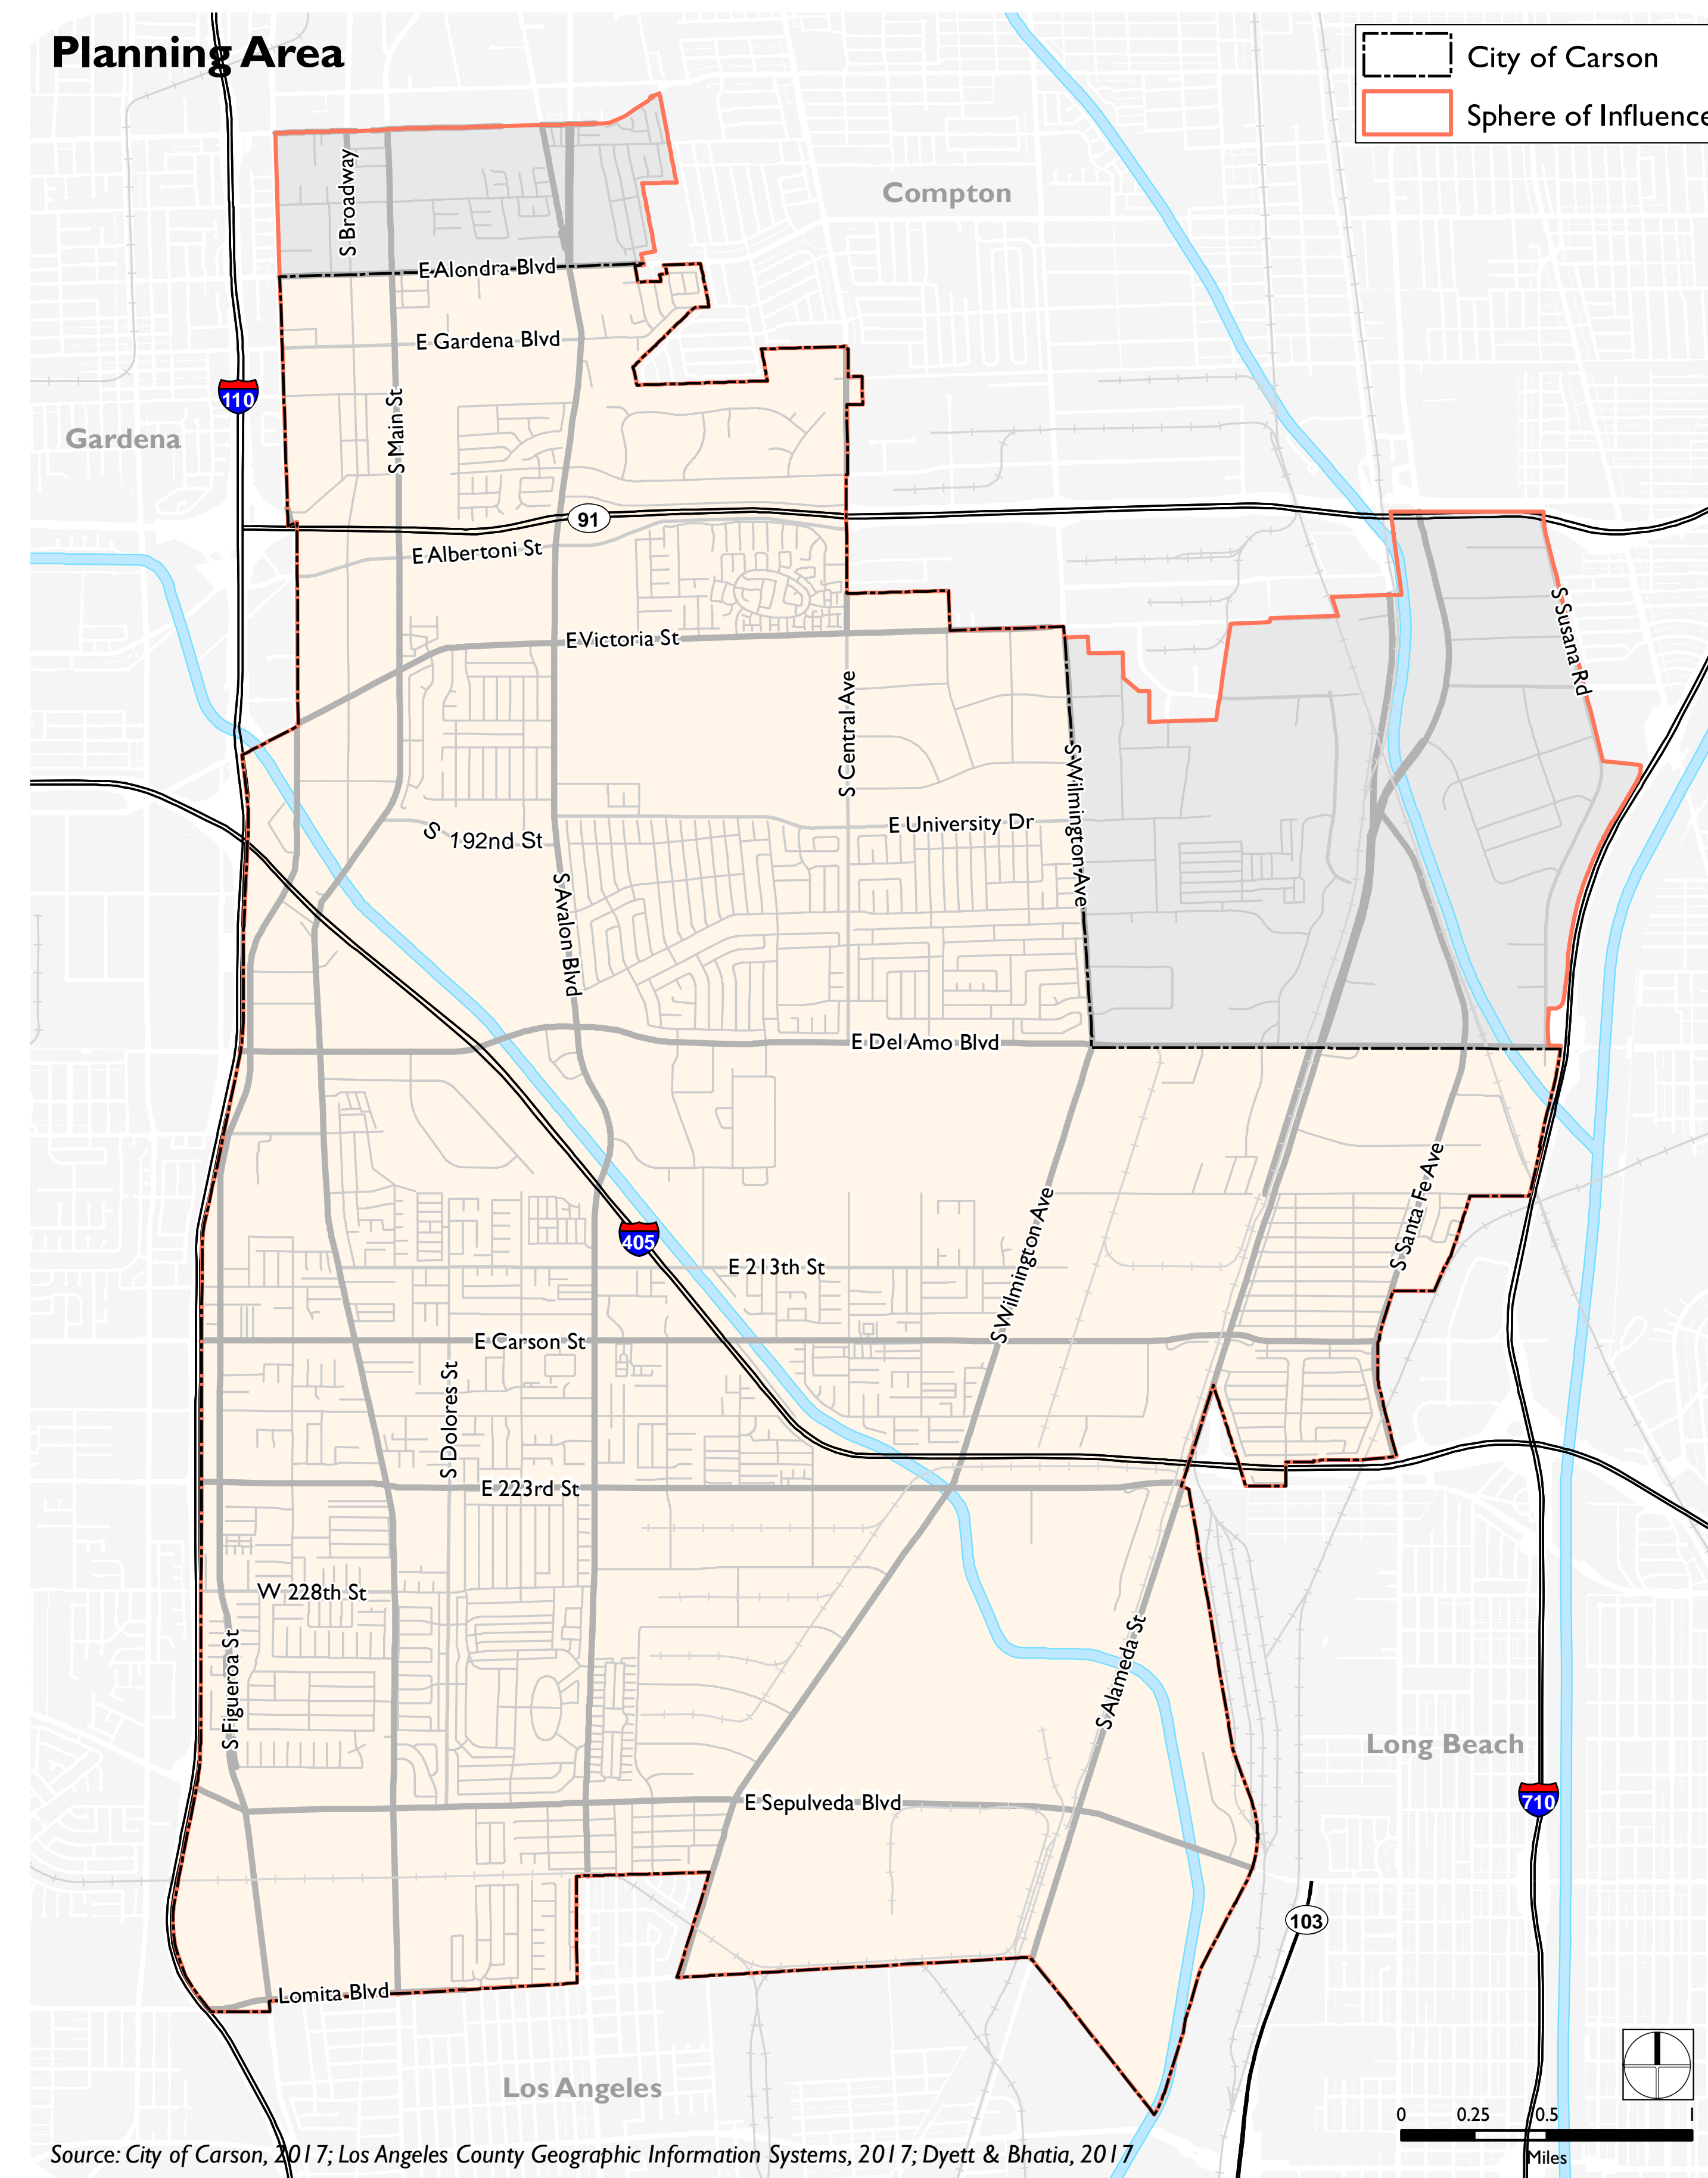 Planning Area
City of Carson
Sphere of Influence
Compton
S Broadway
E Alondra Blvd
E Gardena Blvd
110
S Main St
Gardena
91
E Albertoni St
S Susana Rd
E Victoria St
S Central Ave
S Wilmington Ave
E University Dr
S 192nd St
S Avalon Blvd
E Del Amo Blvd
S Santa Fe Ave
S Wilmington Ave
405
E 213th St
E Carson St
S Dolores St
E 223rd St
W 228th St
S Figueroa St
S Alameda St
Long Beach
710
E Sepulveda Blvd
103
Lomita Blvd
Los Angeles
0 0.25 0.5 1
Miles
Source: City of Carson, 2017; Los Angeles County Geographic Information Systems, 2017; Dyett & Bhatia, 2017